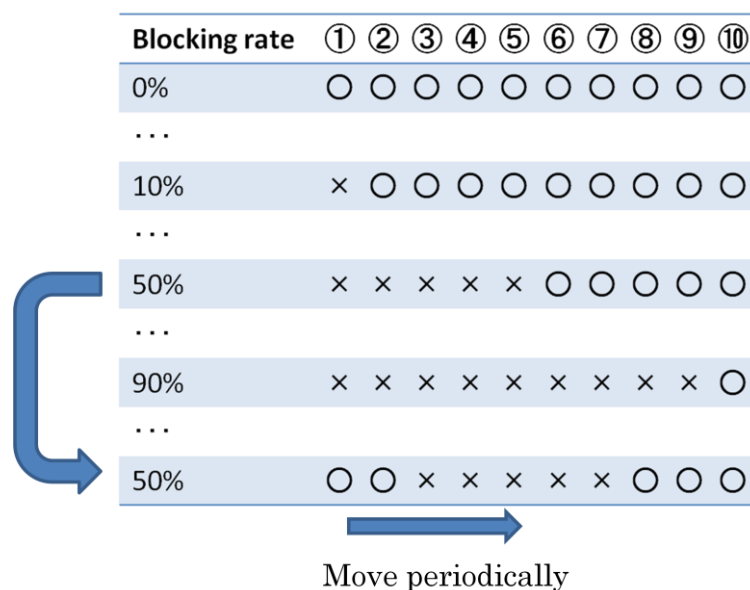 Blocking rate ① ② ③ ④ ⑤ ⑥ ⑦ ⑧ ⑨ ⑩
0% ○ ○ ○ ○ ○ ○ ○ ○ ○ ○
...
10% × ○ ○ ○ ○ ○ ○ ○ ○ ○
...
50% × × × × × ○ ○ ○ ○ ○
...
90% × × × × × × × × × ○
...
50% ○ ○ × × × × × ○ ○ ○
Move periodically